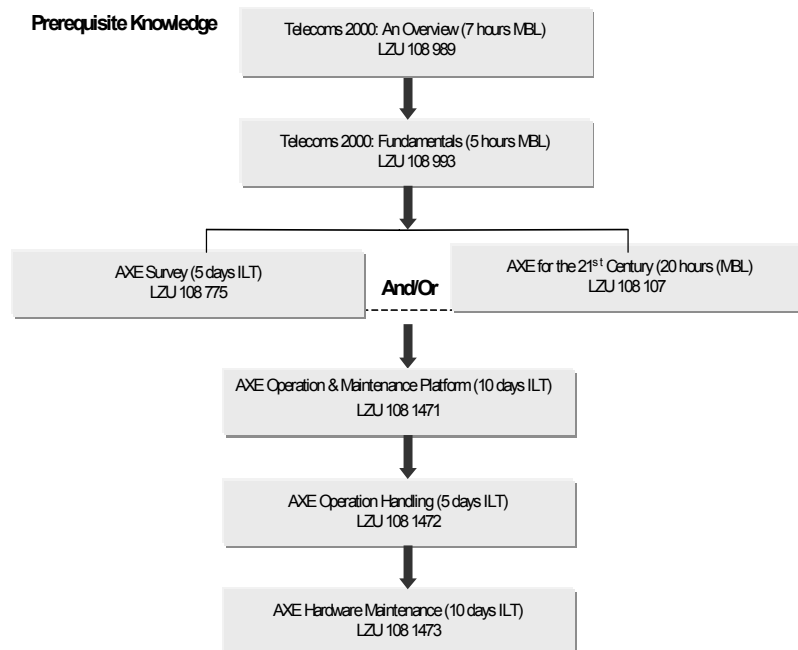 Prerequisite Knowledge
Telecoms 2000: An Overview (7 hours MBL)
LZU 108 989
Telecoms 2000: Fundamentals (5 hours MBL)
LZU 108 993
AXE Survey (5 days ILT)
LZU 108 775
And/Or
AXE for the 21st Century (20 hours (MBL)
LZU 108 107
AXE Operation & Maintenance Platform (10 days ILT)
LZU 108 1471
AXE Operation Handling (5 days ILT)
LZU 108 1472
AXE Hardware Maintenance (10 days ILT)
LZU 108 1473